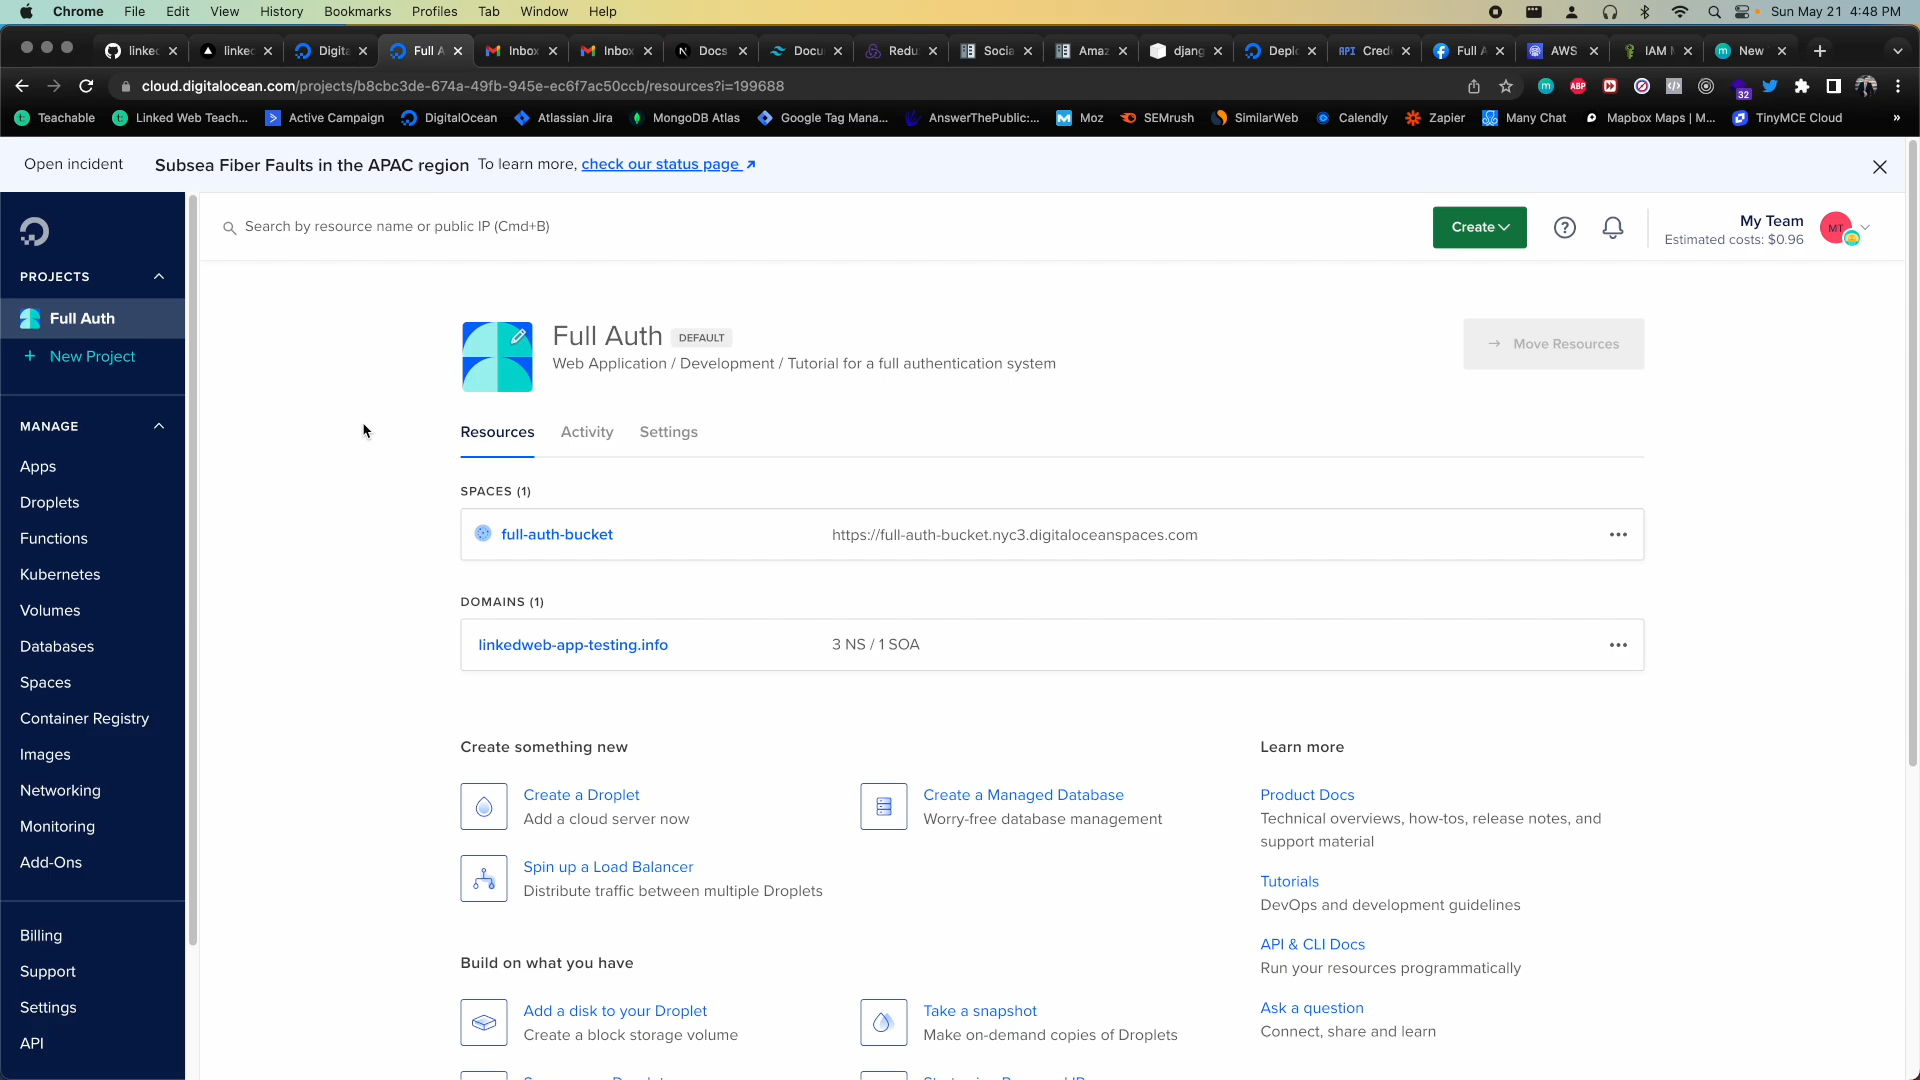 Chrome File Edit View History Bookmarks Profiles Tab Window Help Sun May 21 4:48 PM
linked Digita Full A Inbox Inbox Docs Docu Redu Socia Amaz djang Deplo API Cred Full A AWS IAM New
cloud.digitalocean.com/projects/b8cbc3de-674a-49fb-945e-ec6f7ac50ccb/resources?i=199688 ABP 32
Teachable Linked Web Teach... Active Campaign DigitalOcean Atlassian Jira MongoDB Atlas Google Tag Mana... AnswerThePublic:... Moz SEMrush SimilarWeb Calendly Zapier Many Chat Mapbox Maps | M... TinyMCE Cloud »
Open incident Subsea Fiber Faults in the APAC region To learn more, check our status page
Search by resource name or public IP (Cmd+B)
Create
My Team
Estimated costs: $0.96
MT
PROJECTS
Full Auth
+ New Project
MANAGE
Apps
Droplets
Functions
Kubernetes
Volumes
Databases
Spaces
Container Registry
Images
Networking
Monitoring
Add-Ons
Billing
Support
Settings
API
Full Auth DEFAULT
Web Application / Development / Tutorial for a full authentication system
→ Move Resources
Resources Activity Settings
SPACES (1)
full-auth-bucket https://full-auth-bucket.nyc3.digitaloceanspaces.com
DOMAINS (1)
linkedweb-app-testing.info 3 NS / 1 SOA
Create something new
Create a Droplet
Add a cloud server now
Create a Managed Database
Worry-free database management
Spin up a Load Balancer
Distribute traffic between multiple Droplets
Build on what you have
Add a disk to your Droplet
Create a block storage volume
Take a snapshot
Make on-demand copies of Droplets
Learn more
Product Docs
Technical overviews, how-tos, release notes, and
support material
Tutorials
DevOps and development guidelines
API & CLI Docs
Run your resources programmatically
Ask a question
Connect, share and learn